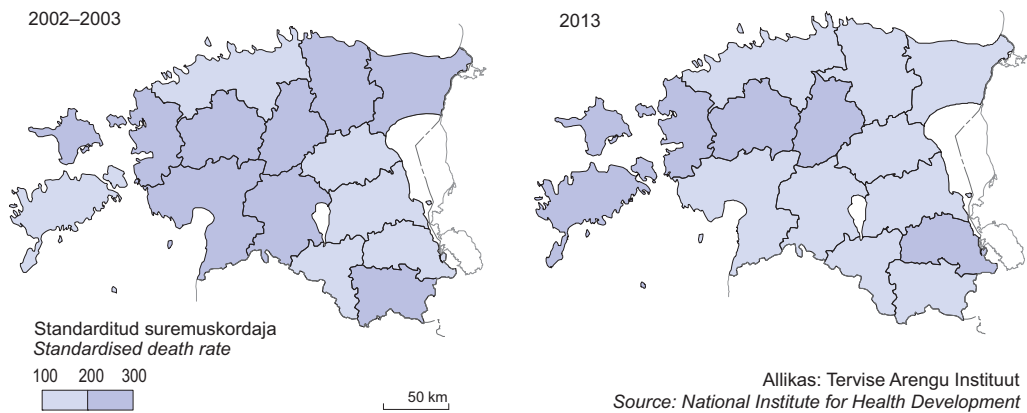 2002–2003
2013
Standarditud suremuskordaja
Standardised death rate
100 200 300
50 km
Allikas: Tervise Arengu Instituut
Source: National Institute for Health Development